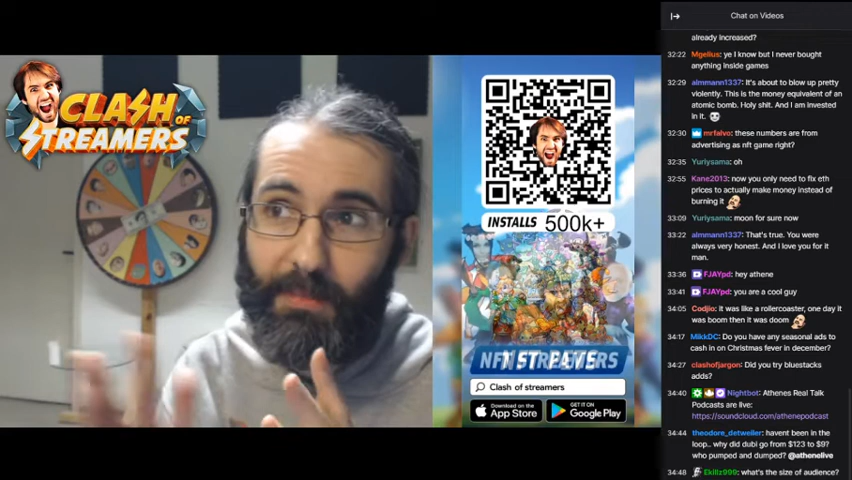 CLASH OF
STREAMERS
INSTALLS 500k+
Clash of streamers
Download on the
App Store
GET IT ON
Google Play
Chat on Videos
already Increased?
32:22 Mgelius: ye I know but I never bought
anything inside games
32:29 almmann1337: It's about to blow up pretty
violently. This is the money equivalent of an
atomic bomb. Holy shit. And I am invested
in it.
32:30 mrfalvo: these numbers are from
advertising as nft game right?
32:35 Yuriysama: oh
32:55 Kane2013: now you only need to fix eth
prices to actually make money instead of
burning it
33:09 Yuriysama: moon for sure now
33:22 almmann1337: That's true. You were
always very honest. And I love you for it
man.
33:36 FJAYpd: hey athene
33:41 FJAYpd: you are a cool guy
34:05 Codjio: it was like a rollercoaster, one day it
was boom then it was doom
34:17 MikkDC: Do you have any seasonal ads to
cash in on Christmas fever in december?
34:27 clashofjargon: Did you try bluestacks
adds?
34:40 Nightbot: Athenes Real Talk
Podcasts are live:
https://soundcloud.com/athenepodcast
34:44 theodore_detweiler: havent been in the
loop.. why did dubi go from $123 to $9?
who pumped and dumped? @athenelive
34:48 Ekillz999: what's the size of audience?